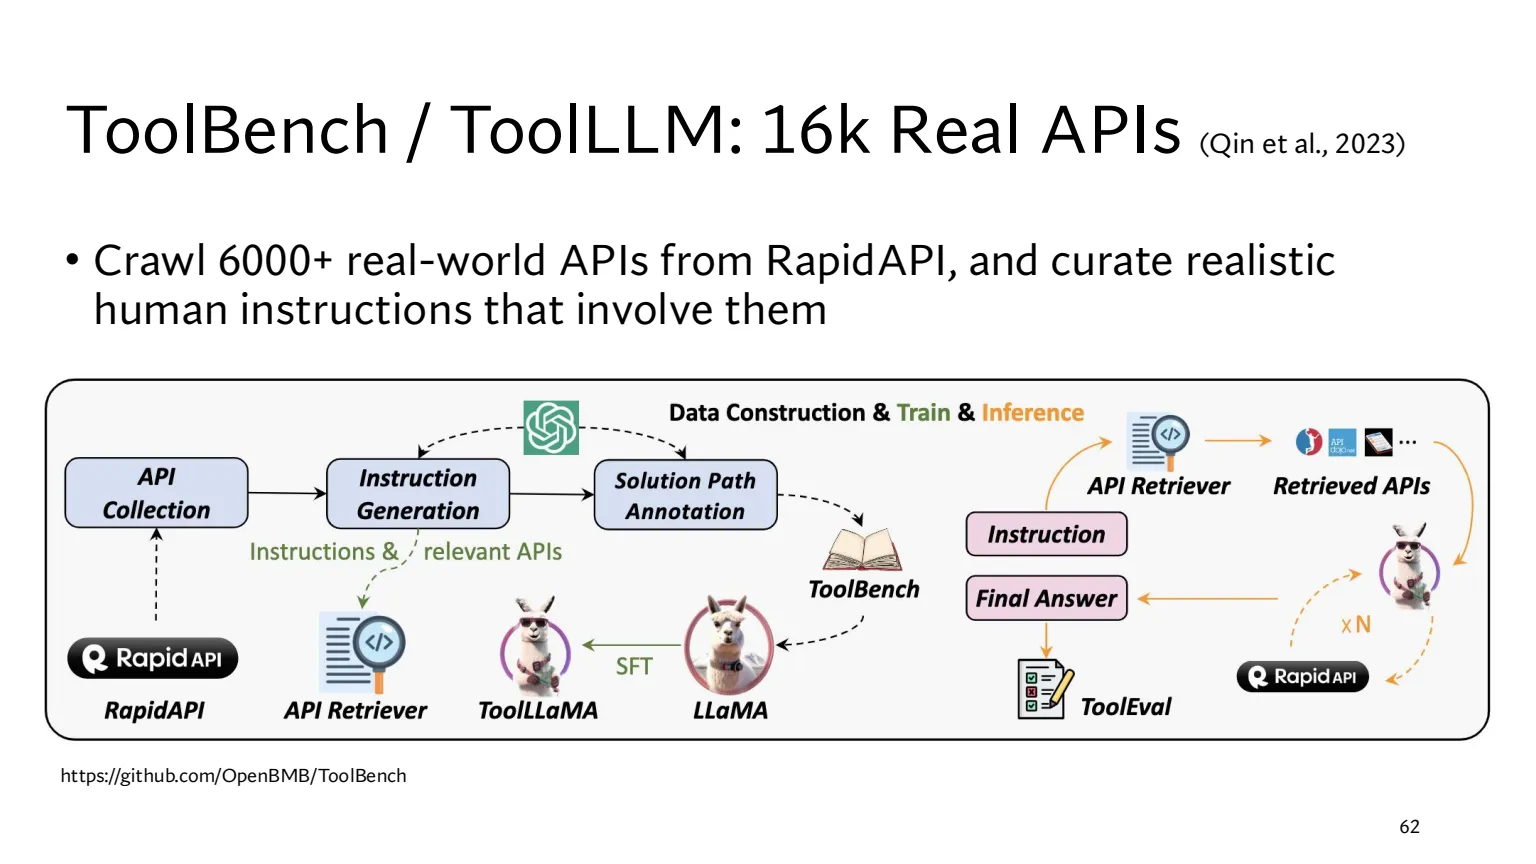 ToolBench / ToolLLM: 16k Real APIs (Qin et al., 2023)
• Crawl 6000+ real-world APIs from RapidAPI, and curate realistic
human instructions that involve them
Data Construction & Train & Inference
API
Collection
Instruction
Generation
Solution Path
Annotation
Instructions & relevant APIs
ToolBench
Rapid API
RapidAPI
API Retriever
ToolLLaMA
SFT
LLaMA
API Retriever
API
dojo.net
...
Retrieved APIs
Instruction
Final Answer
x N
Rapid API
ToolEval
https://github.com/OpenBMB/ToolBench
62